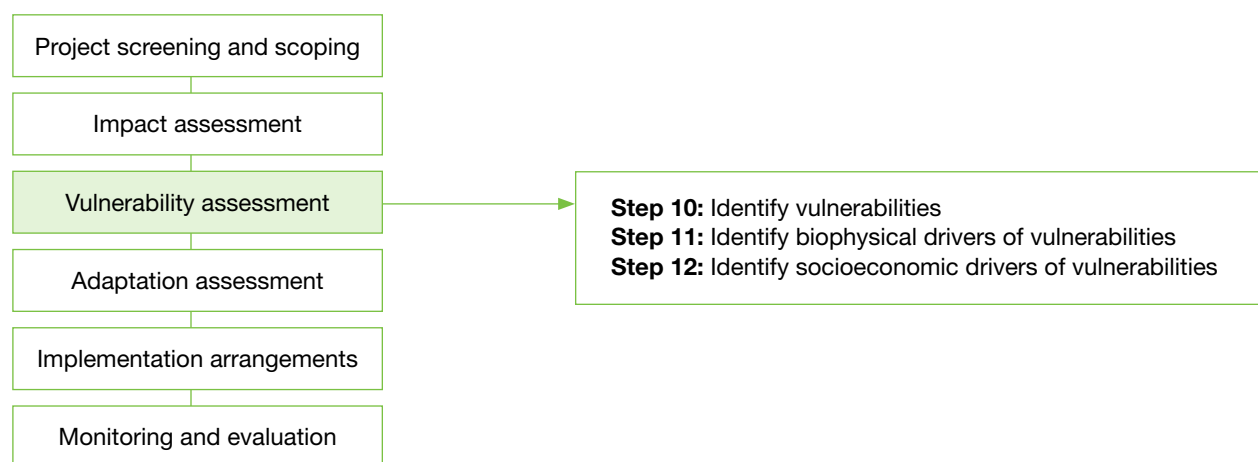 Project screening and scoping
Impact assessment
Vulnerability assessment
Adaptation assessment
Implementation arrangements
Monitoring and evaluation
Step 10: Identify vulnerabilities
Step 11: Identify biophysical drivers of vulnerabilities
Step 12: Identify socioeconomic drivers of vulnerabilities